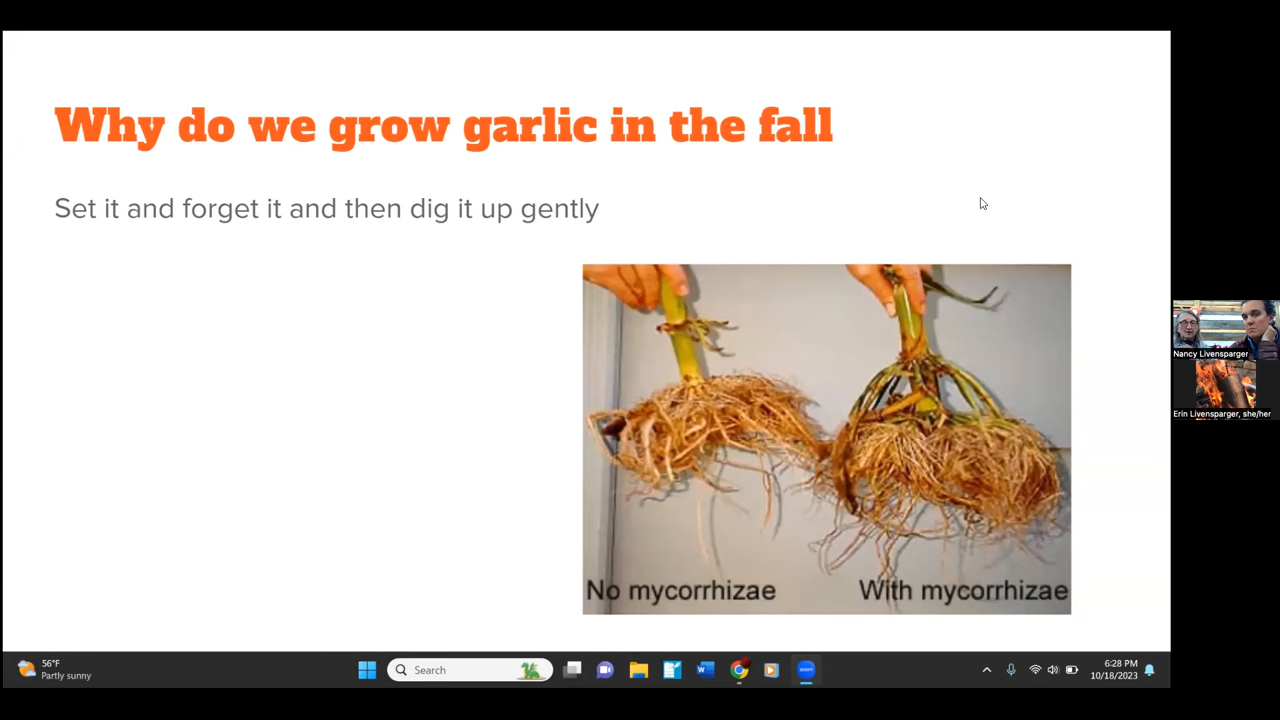 Why do we grow garlic in the fall
Set it and forget it and then dig it up gently
No mycorrhizae
With mycorrhizae
Nancy Livensparger
Erin Livensparger, she/her
56°F
Partly sunny
Search
zoom
6:28 PM
10/18/2023